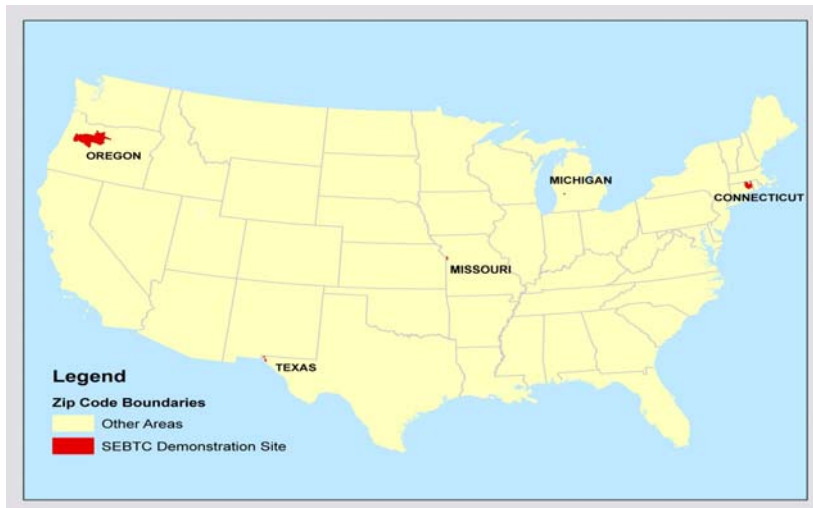 OREGON
MICHIGAN
CONNECTICUT
MISSOURI
TEXAS
Legend
Zip Code Boundaries
Other Areas
SEBTC Demonstration Site